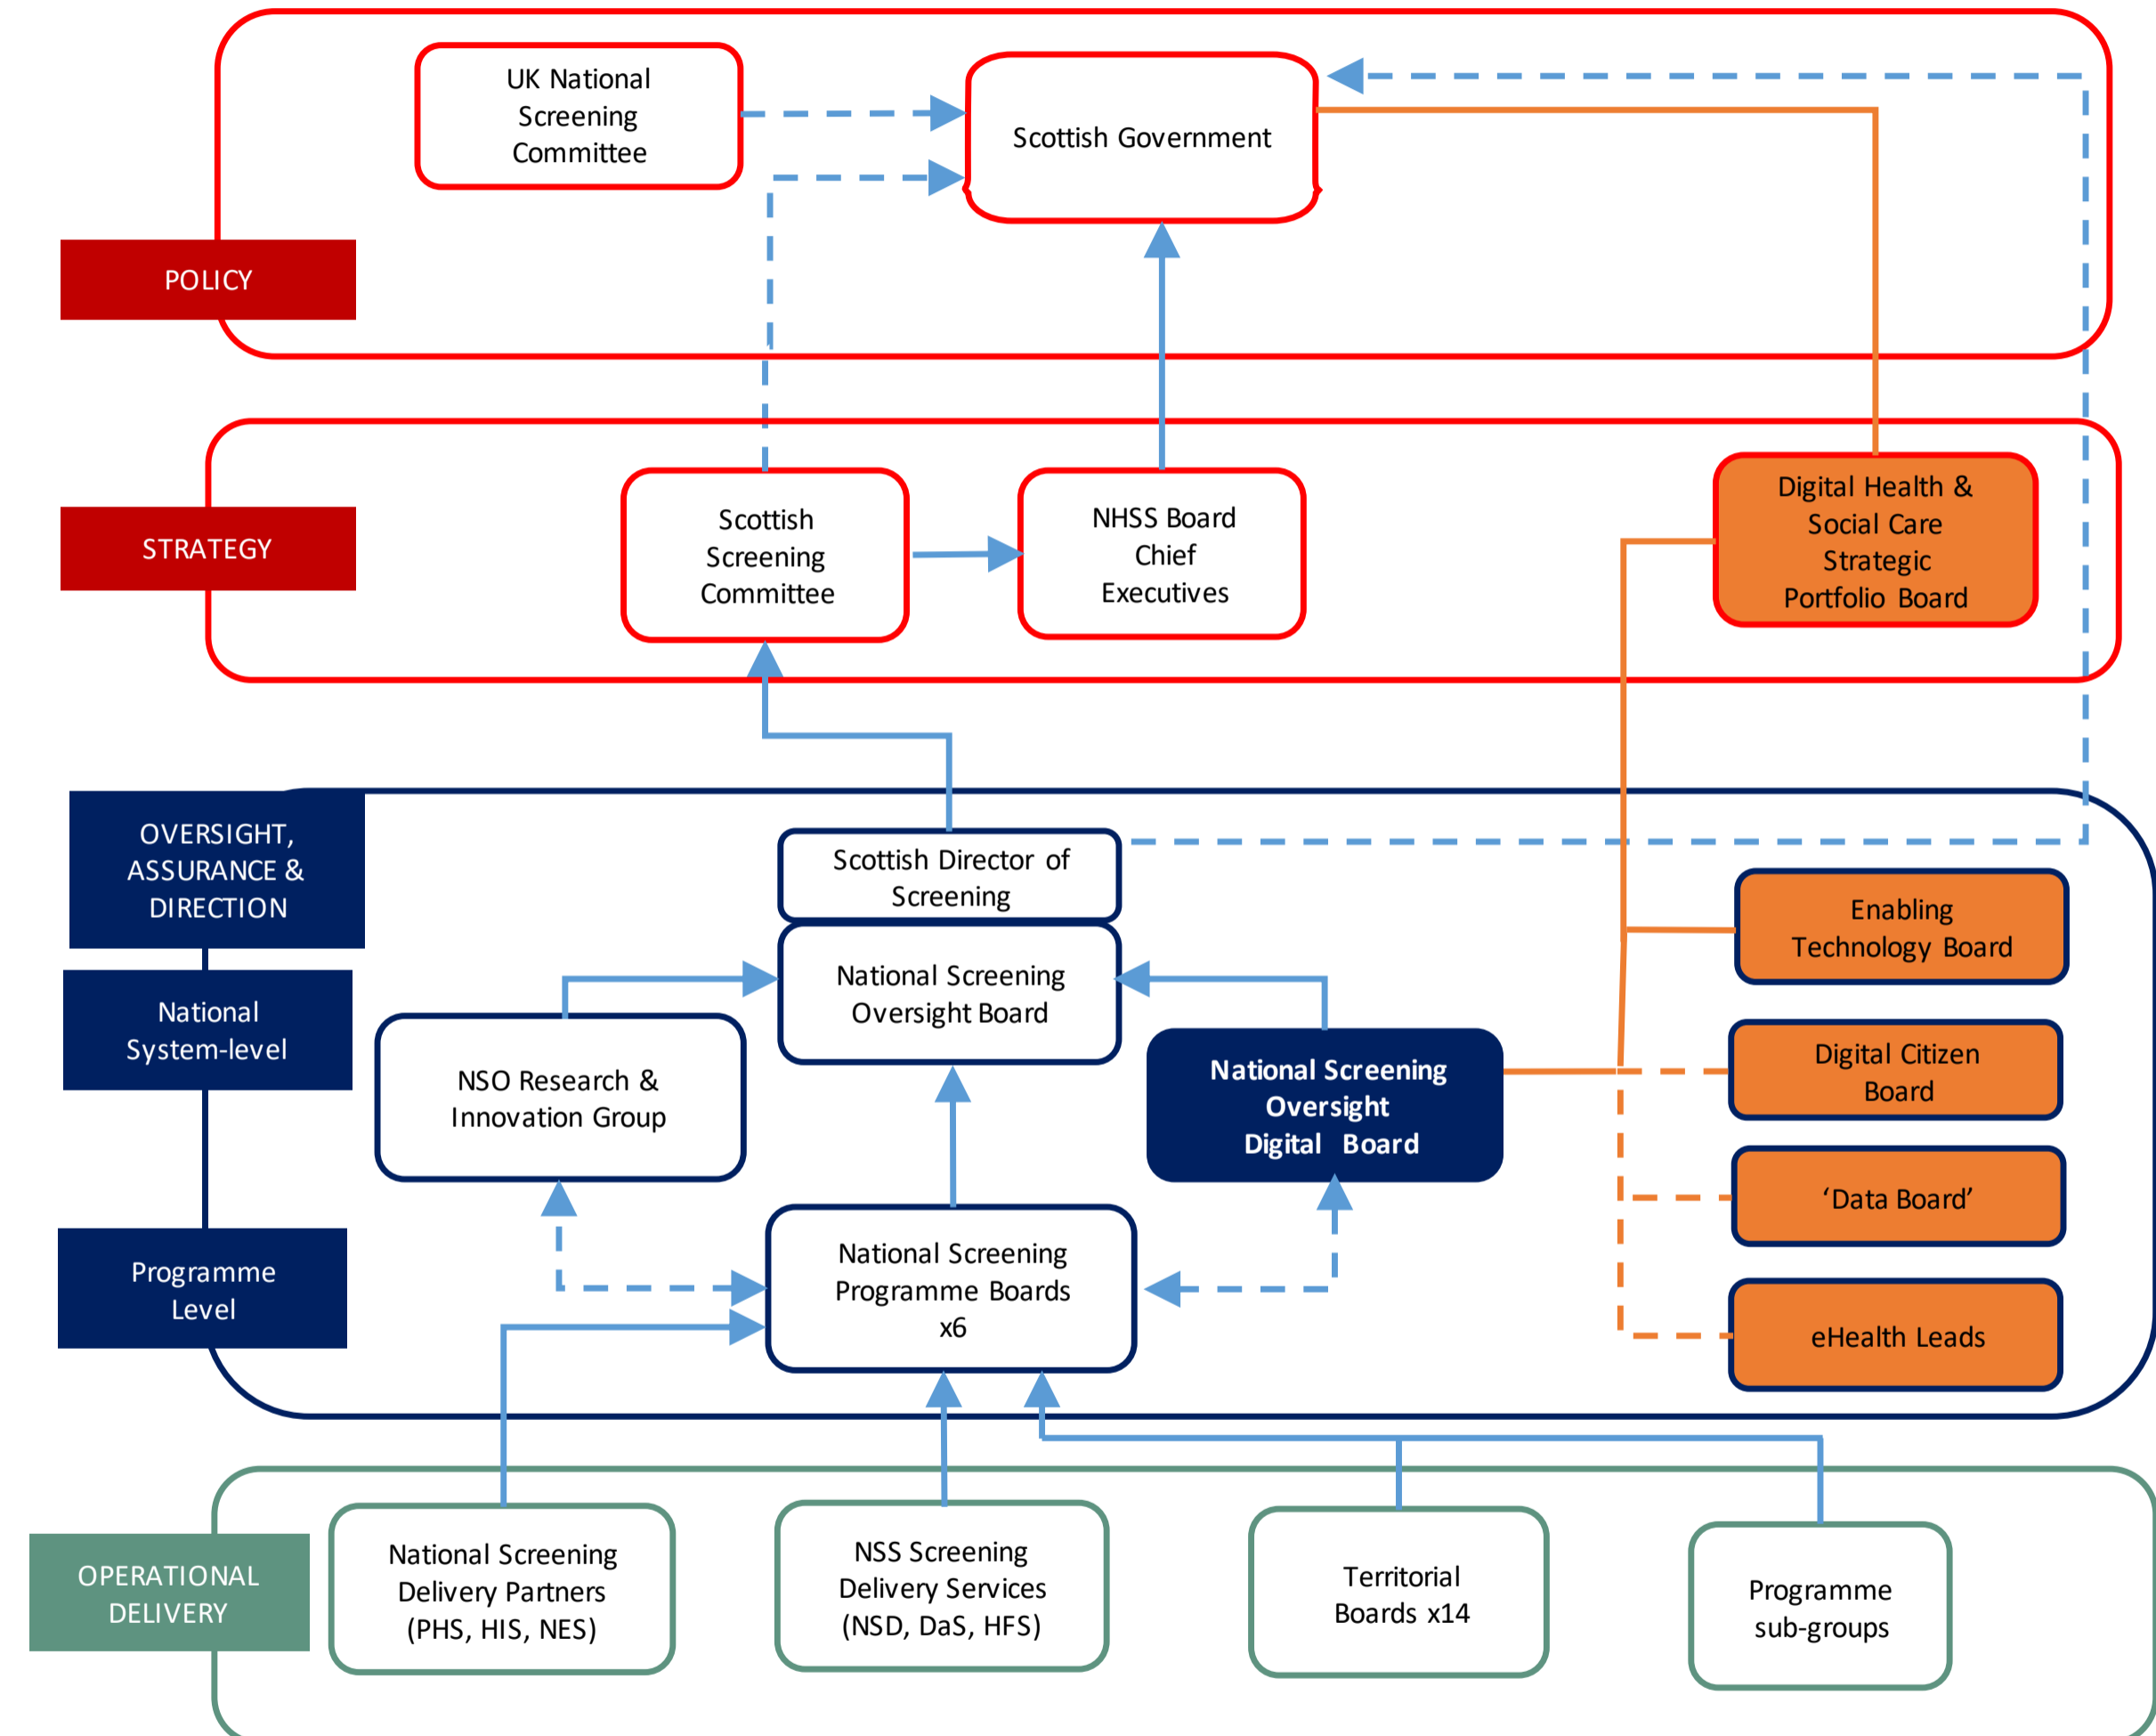 UK National
Screening
Committee
Scottish Government
POLICY
STRATEGY
Scottish
Screening
Committee
NHSS Board
Chief
Executives
Digital Health &
Social Care
Strategic
Portfolio Board
OVERSIGHT,
ASSURANCE &
DIRECTION
Scottish Director of
Screening
Enabling
Technology Board
National
System-level
National Screening
Oversight Board
NSO Research &
Innovation Group
National Screening
Oversight
Digital Board
Digital Citizen
Board
‘Data Board’
Programme
Level
National Screening
Programme Boards
x6
eHealth Leads
OPERATIONAL
DELIVERY
National Screening
Delivery Partners
(PHS, HIS, NES)
NSS Screening
Delivery Services
(NSD, DaS, HFS)
Territorial
Boards x14
Programme
sub-groups